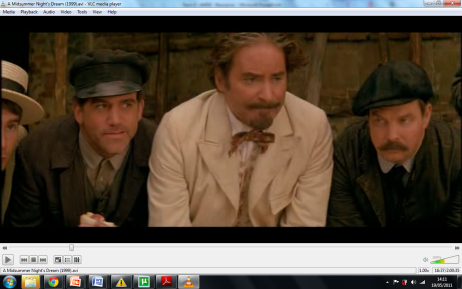 A Midsummer Night's Dream (1999).avi - VLC media player
Media Playback Audio Video Tools View Help
A Midsummer Night's Dream (1999).avi
1.00x
16:37/2:00:35
14:21
19/05/2011